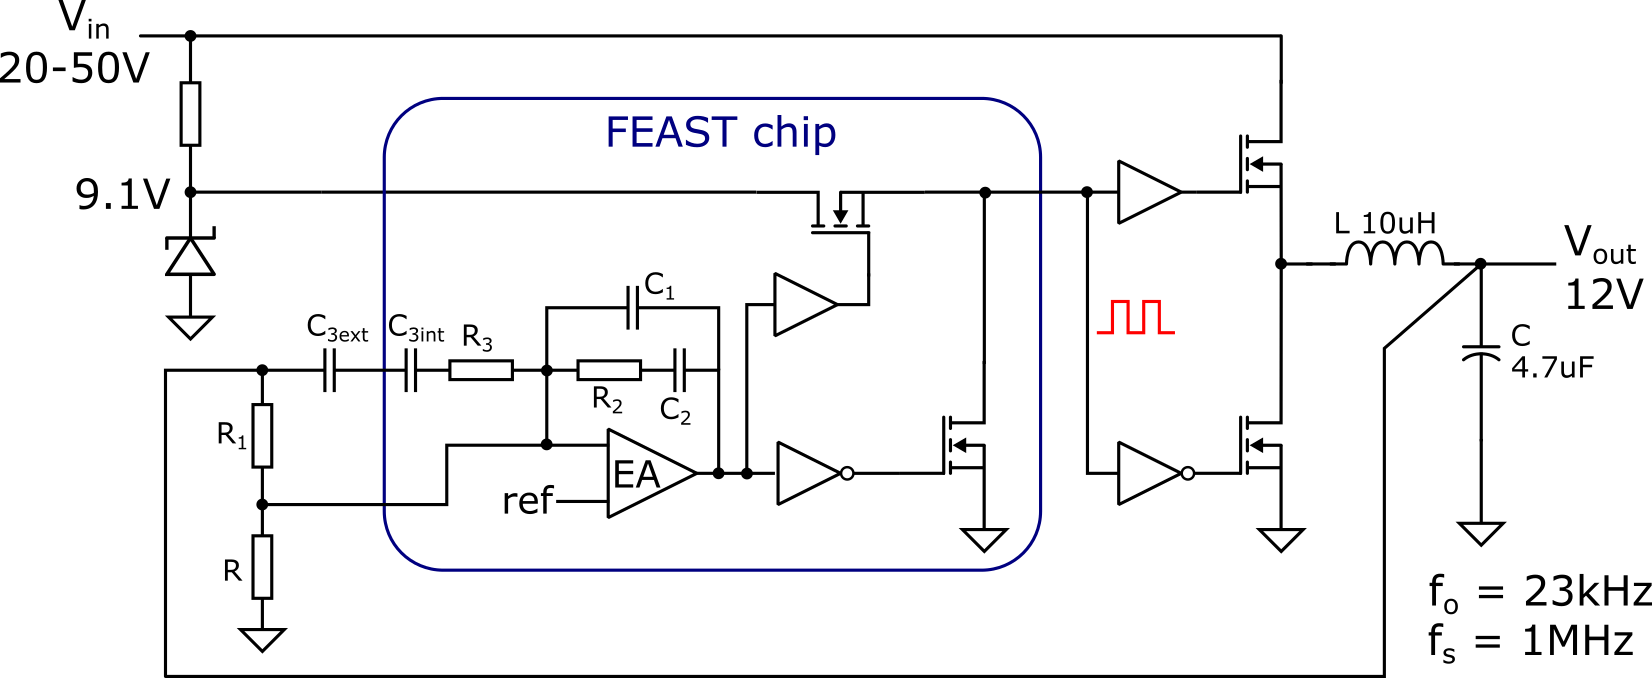 Vin
20-50V
FEAST chip
9.1V
L 10uH
Vout
12V
C1
C3ext
C3int
R3
R2
C2
C
4.7uF
R1
EA
ref
R
fo = 23kHz
fs = 1MHz